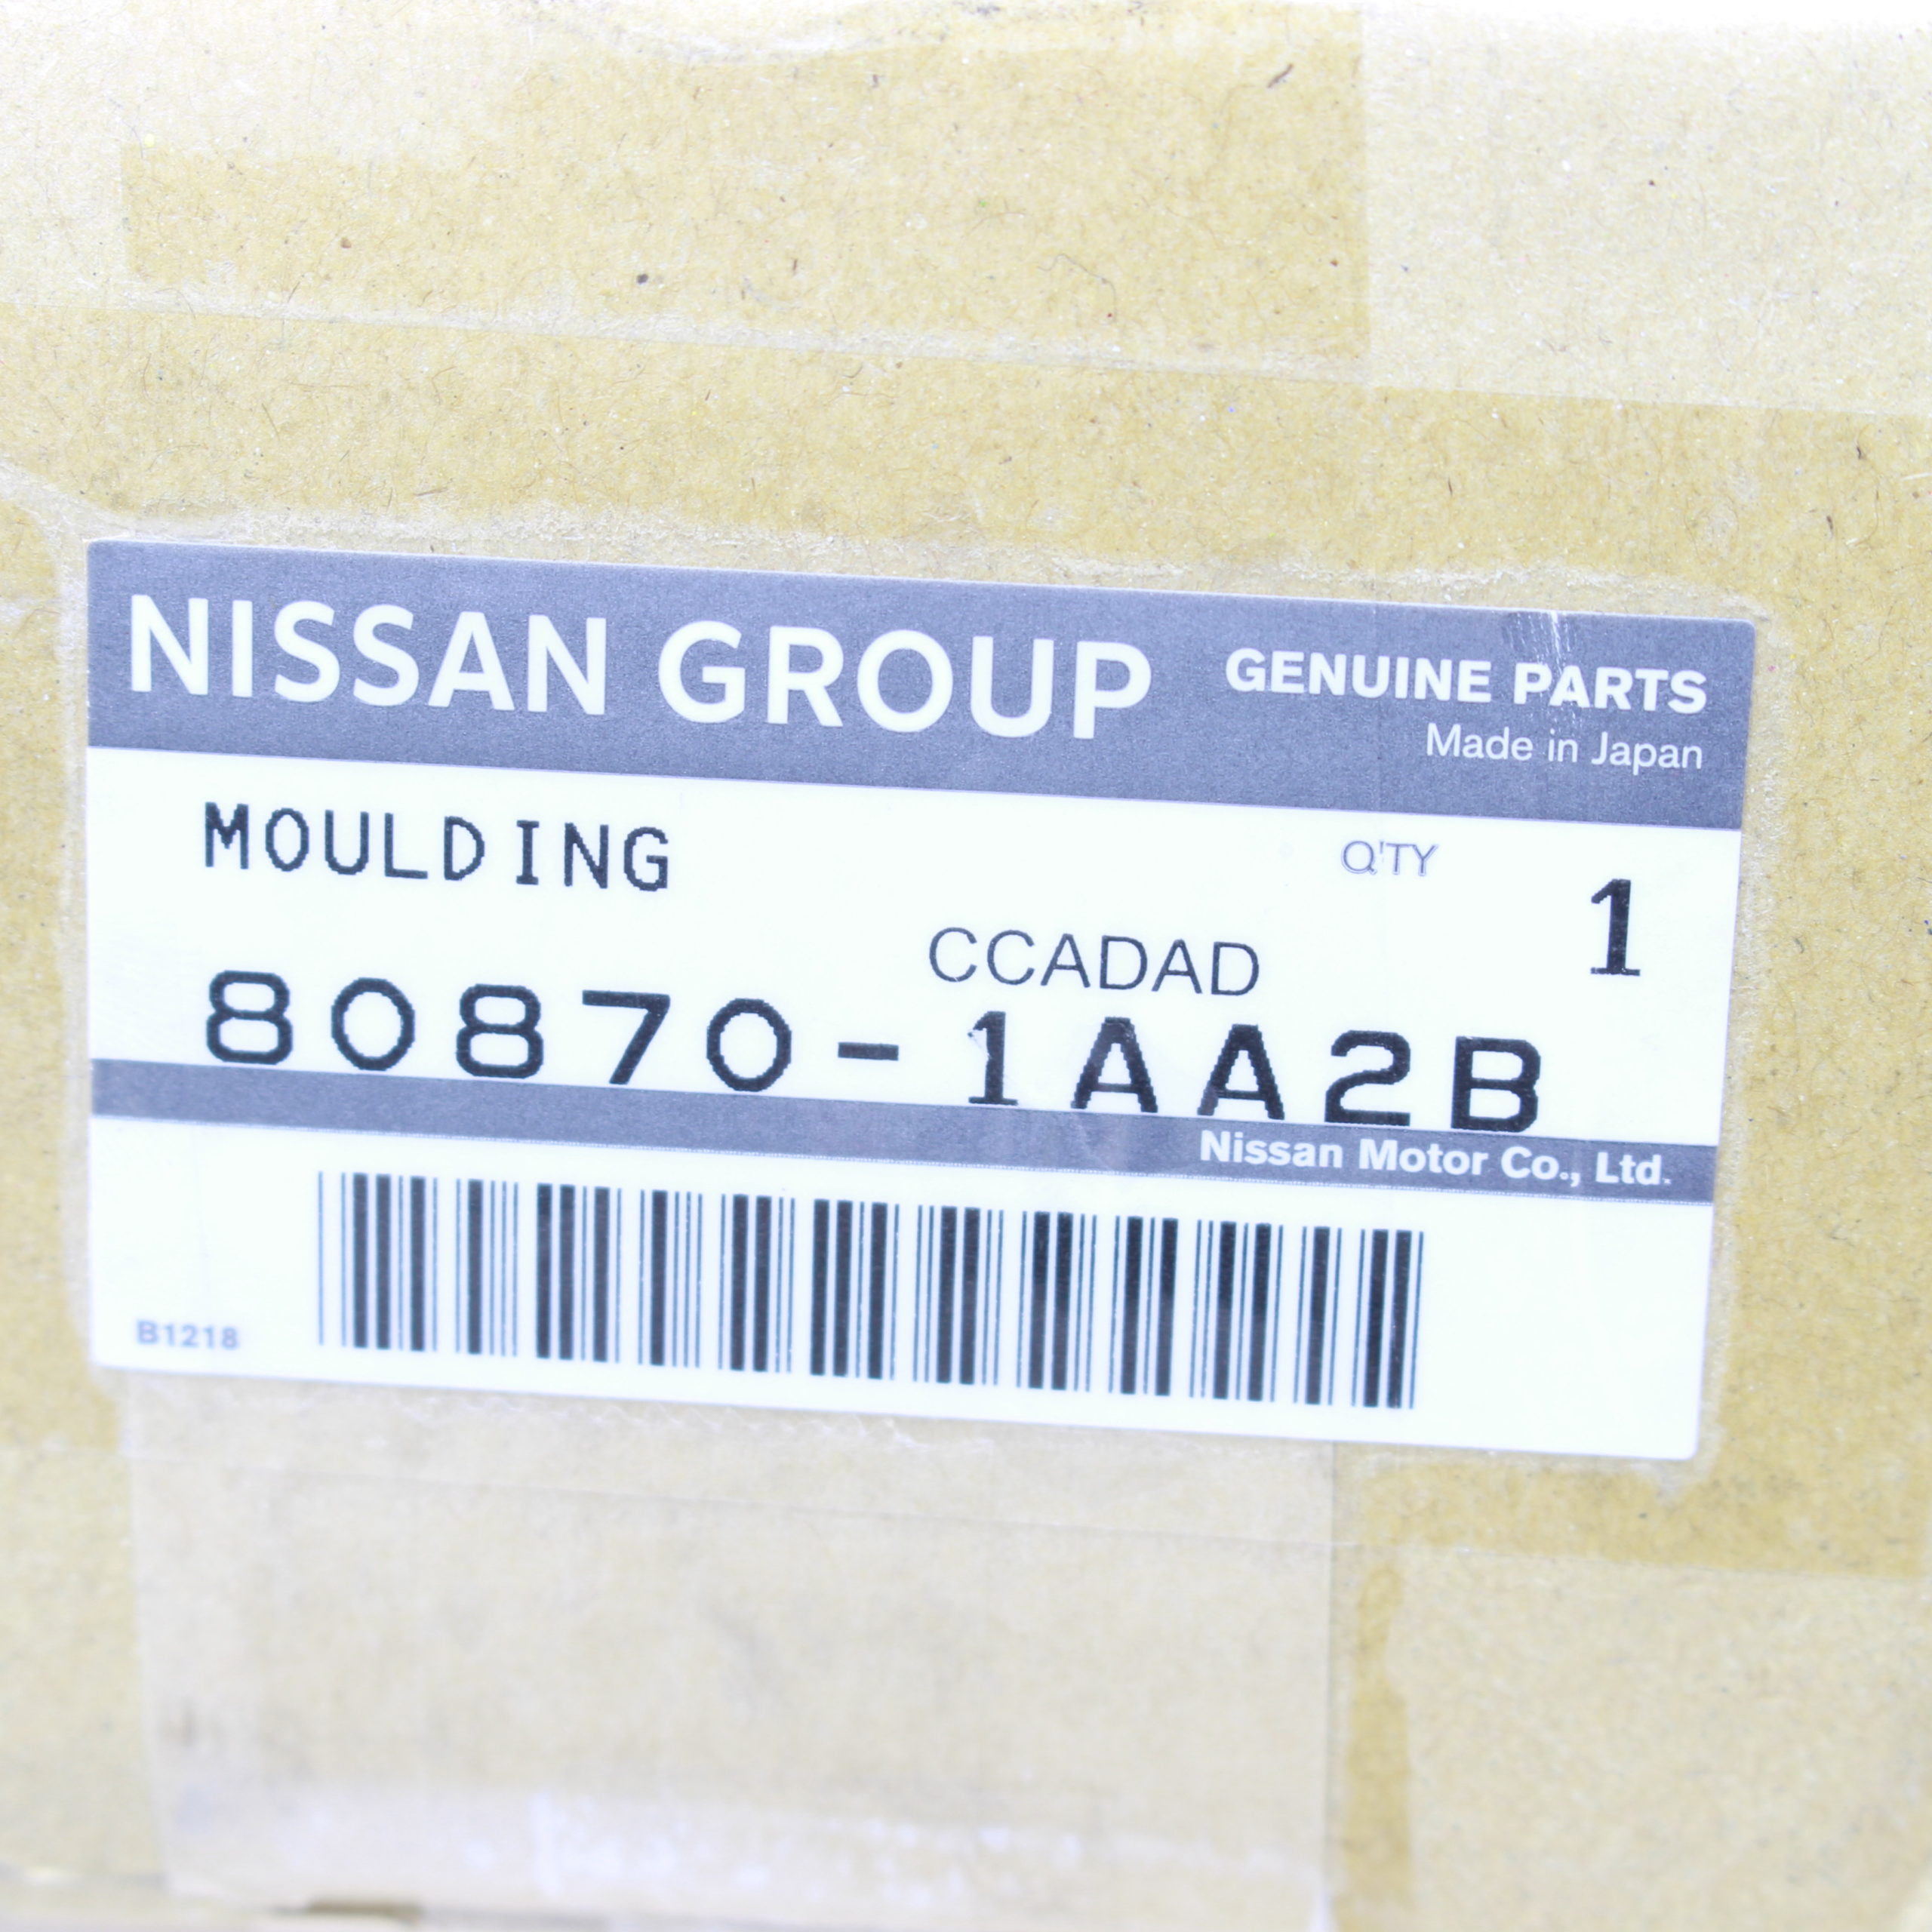 NISSAN GROUP GENUINE PARTS
Made in Japan
MOULDING Q'TY 1
CCADAD
80870-1AA2B
Nissan Motor Co., Ltd.
B1218